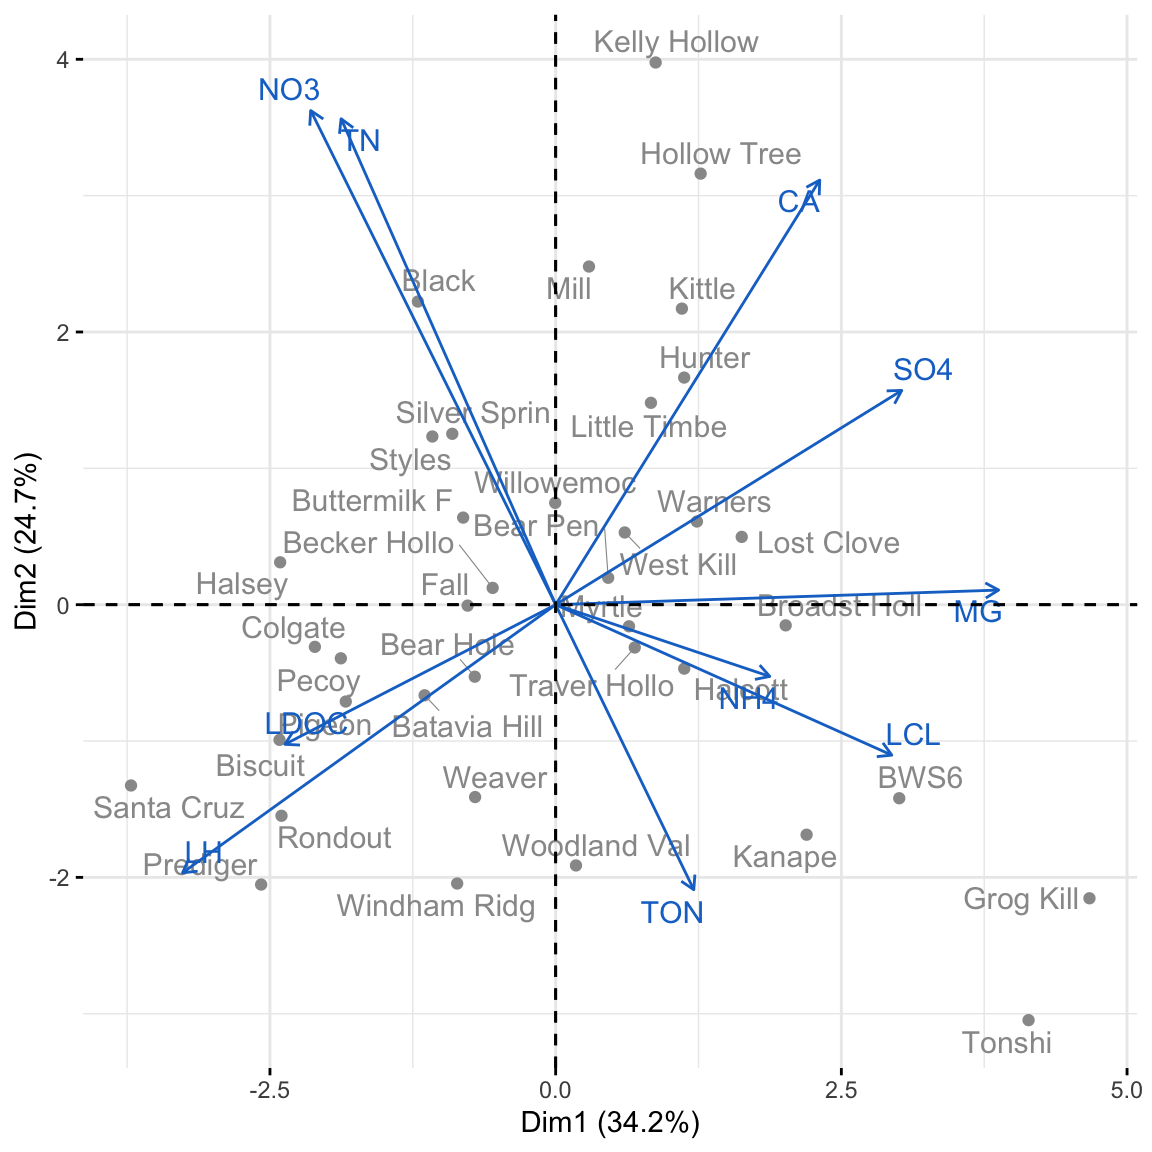 Kelly Hollow
4
NO3
TN
Hollow Tree
CA
Black
Mill
Kittle
2
Hunter
SO4
Silver Sprin
Little Timbe
Styles
Willowemoc
Buttermilk F
Bear Pen
Warners
Becker Hollo
Lost Clove
West Kill
Halsey
Fall
0
Myrtle
Broadst Holl
MG
Colgate
Bear Hole
Pecoy
Traver Hollo
Halcott
NH4
LDOC
Pigeon
Batavia Hill
LCL
Biscuit
Weaver
BWS6
Santa Cruz
Rondout
Woodland Val
Kanape
LH
Prediger
-2
Windham Ridg
TON
Grog Kill
Tonshi
-2.5
0.0
2.5
5.0
Dim1 (34.2%)
Dim2 (24.7%)